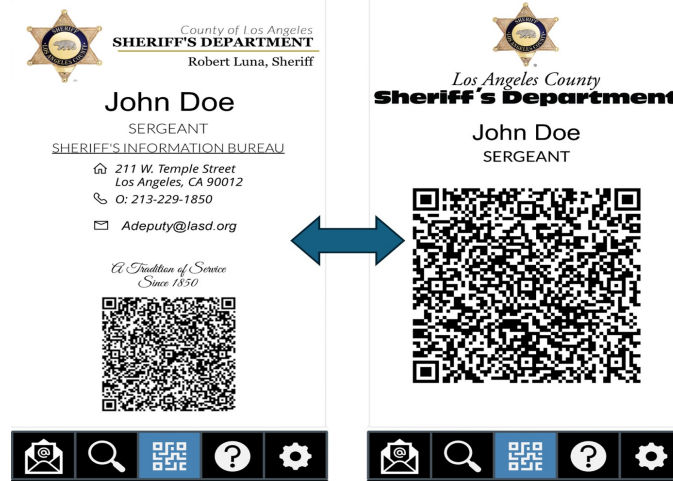 County of Los Angeles
SHERIFF'S DEPARTMENT
Robert Luna, Sheriff
John Doe
SERGEANT
SHERIFF'S INFORMATION BUREAU
211 W. Temple Street
Los Angeles, CA 90012
O: 213-229-1850
Adeputy@lasd.org
A Tradition of Service
Since 1850
Los Angeles County
Sheriff's Department
John Doe
SERGEANT